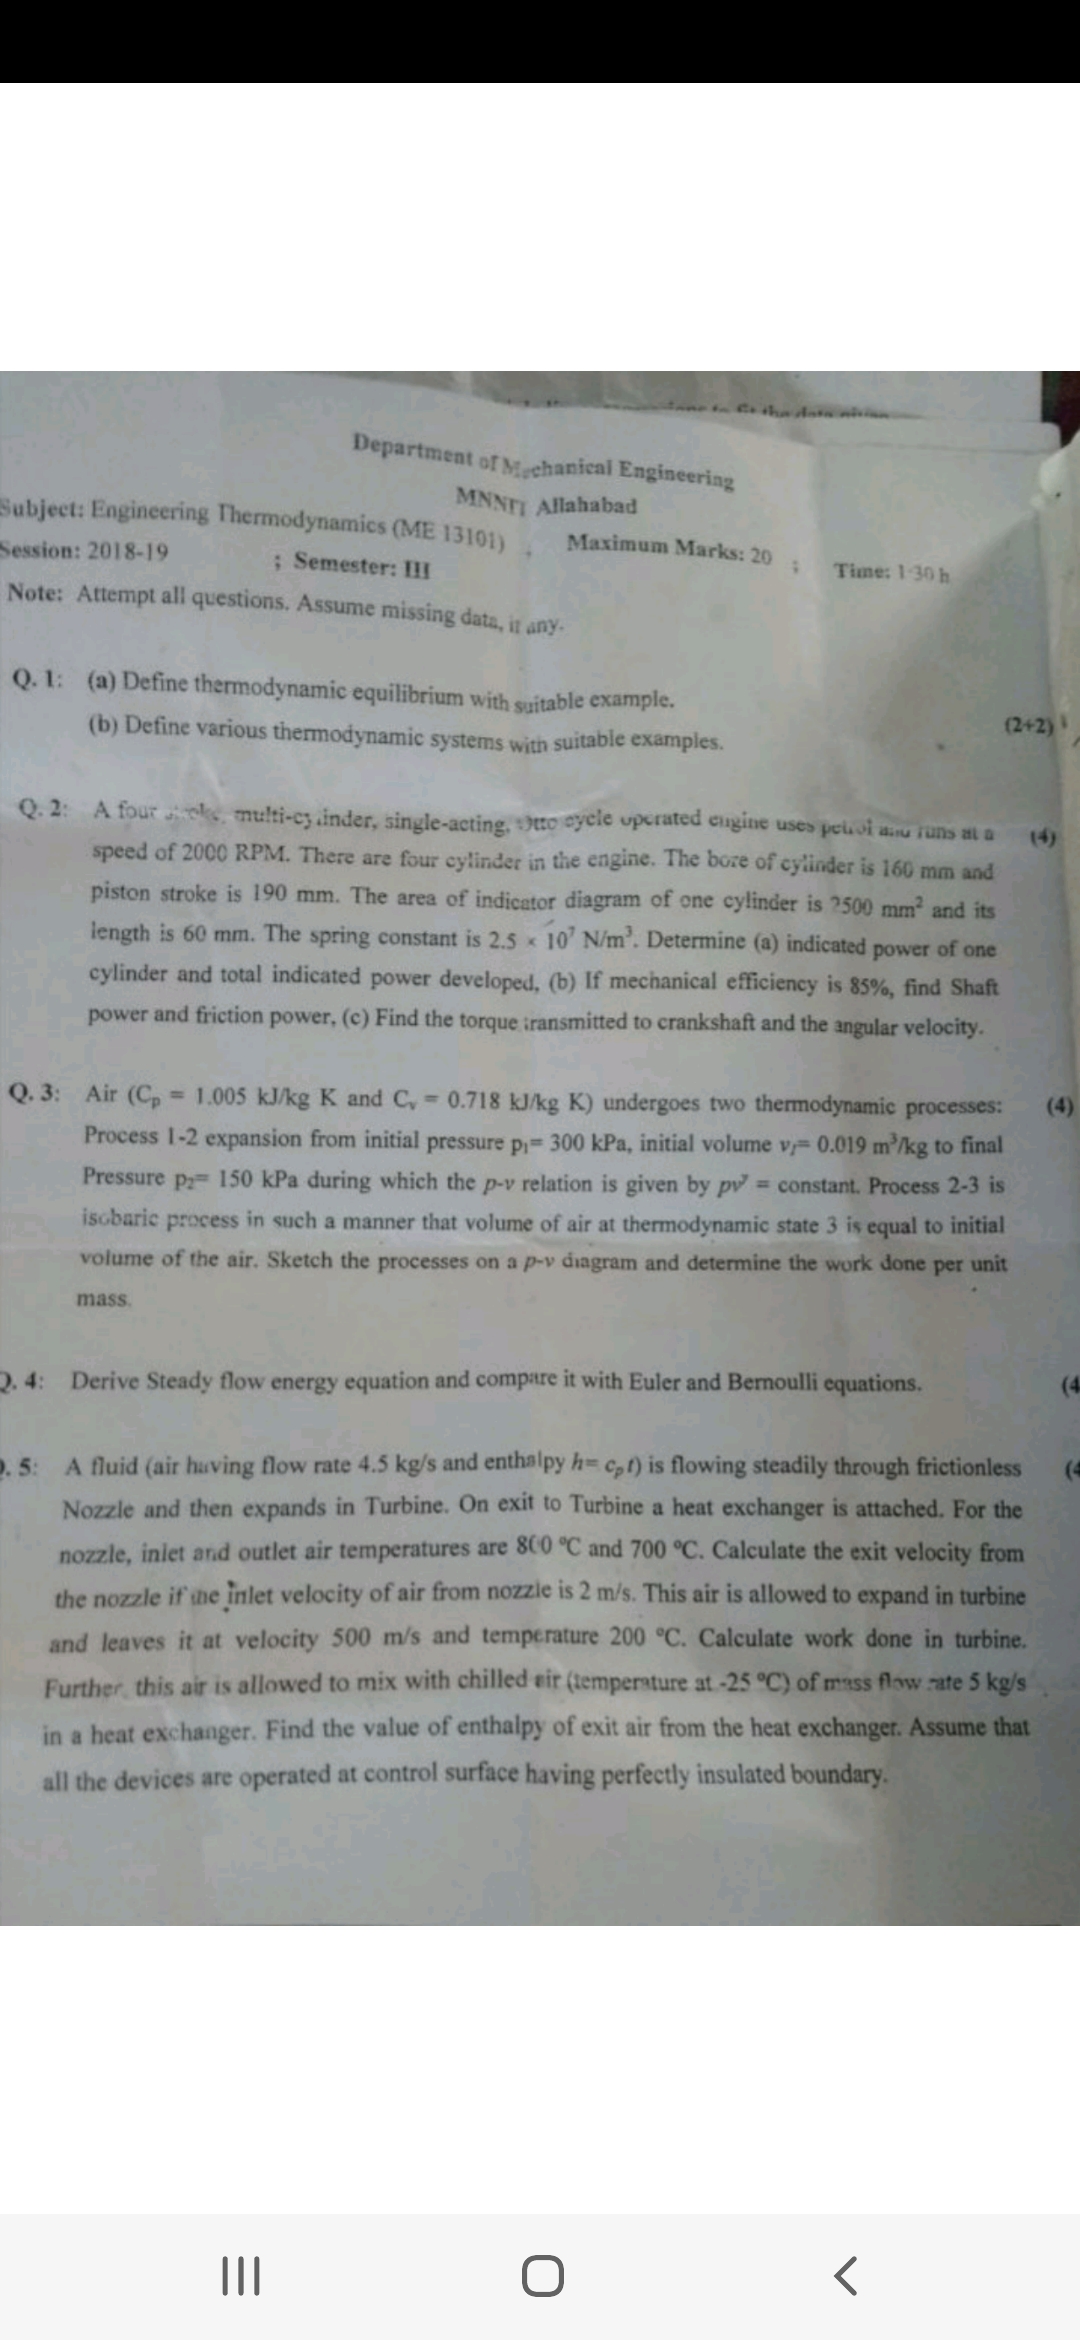 Department of Mechanical Engineering
MNNIT Allahabad
Subject: Engineering Thermodynamics (ME 13101) ; Maximum Marks: 20 ; Time: 1:30 h
Session: 2018-19 ; Semester: III
Note: Attempt all questions. Assume missing data, if any.
Q. 1: (a) Define thermodynamic equilibrium with suitable example.
(b) Define various thermodynamic systems with suitable examples. (2+2)
Q. 2: A four stroke, multi-cylinder, single-acting, Otto cycle operated engine uses petrol and runs at a (4)
speed of 2000 RPM. There are four cylinder in the engine. The bore of cylinder is 160 mm and
piston stroke is 190 mm. The area of indicator diagram of one cylinder is 2500 mm² and its
length is 60 mm. The spring constant is 2.5 × 10⁷ N/m³. Determine (a) indicated power of one
cylinder and total indicated power developed, (b) If mechanical efficiency is 85%, find Shaft
power and friction power, (c) Find the torque transmitted to crankshaft and the angular velocity.
Q. 3: Air (Cp = 1.005 kJ/kg K and Cv = 0.718 kJ/kg K) undergoes two thermodynamic processes: (4)
Process 1-2 expansion from initial pressure p₁= 300 kPa, initial volume v₁= 0.019 m³/kg to final
Pressure p₂= 150 kPa during which the p-v relation is given by pvᵞ = constant. Process 2-3 is
isobaric process in such a manner that volume of air at thermodynamic state 3 is equal to initial
volume of the air. Sketch the processes on a p-v diagram and determine the work done per unit
mass.
Q. 4: Derive Steady flow energy equation and compare it with Euler and Bernoulli equations. (4
Q. 5: A fluid (air having flow rate 4.5 kg/s and enthalpy h= cp t) is flowing steadily through frictionless (4
Nozzle and then expands in Turbine. On exit to Turbine a heat exchanger is attached. For the
nozzle, inlet and outlet air temperatures are 800 ºC and 700 ºC. Calculate the exit velocity from
the nozzle if the inlet velocity of air from nozzle is 2 m/s. This air is allowed to expand in turbine
and leaves it at velocity 500 m/s and temperature 200 ºC. Calculate work done in turbine.
Further, this air is allowed to mix with chilled air (temperature at -25 ºC) of mass flow rate 5 kg/s
in a heat exchanger. Find the value of enthalpy of exit air from the heat exchanger. Assume that
all the devices are operated at control surface having perfectly insulated boundary.